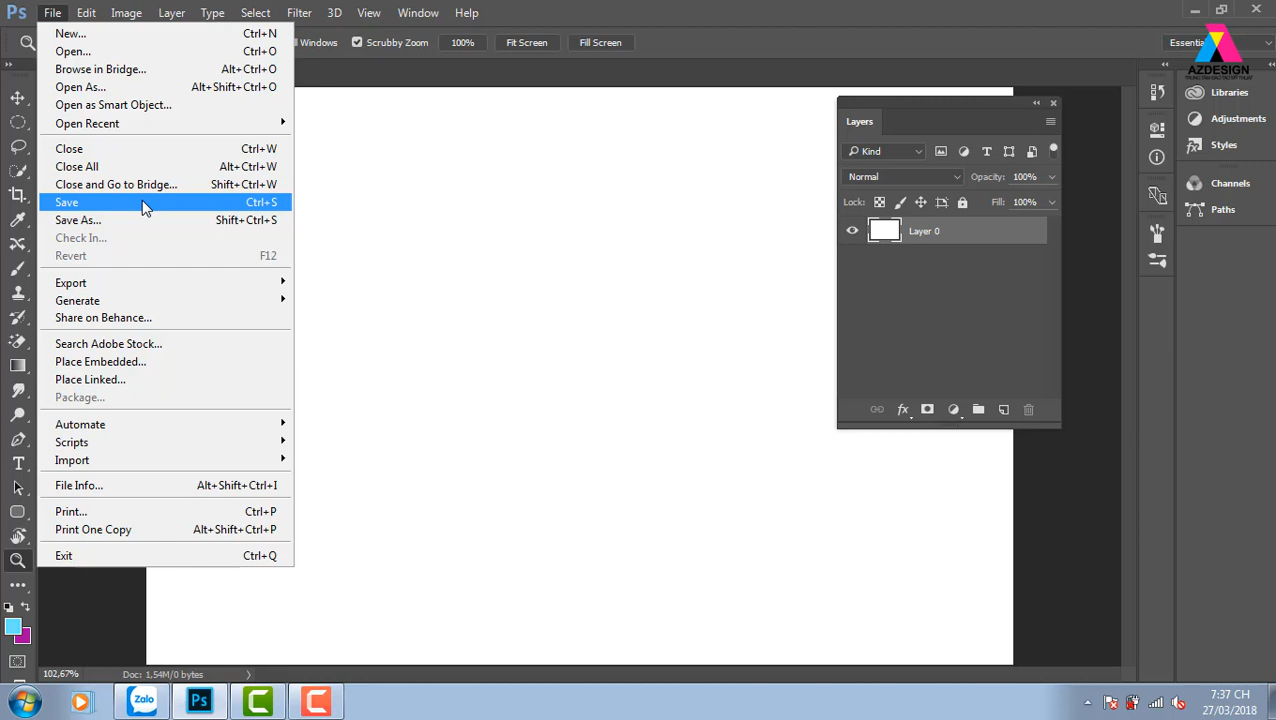 Ps File Edit Image Layer Type Select Filter 3D View Window Help
Windows Scrubby Zoom 100% Fit Screen Fill Screen
AZDESIGN
New... Ctrl+N
Open... Ctrl+O
Browse in Bridge... Alt+Ctrl+O
Open As... Alt+Shift+Ctrl+O
Open as Smart Object...
Open Recent
Close Ctrl+W
Close All Alt+Ctrl+W
Close and Go to Bridge... Shift+Ctrl+W
Save Ctrl+S
Save As... Shift+Ctrl+S
Check In...
Revert F12
Export
Generate
Share on Behance...
Search Adobe Stock...
Place Embedded...
Place Linked...
Package...
Automate
Scripts
Import
File Info... Alt+Shift+Ctrl+I
Print... Ctrl+P
Print One Copy Alt+Shift+Ctrl+P
Exit Ctrl+Q
Layers
Kind
Normal Opacity: 100%
Lock: Fill: 100%
Layer 0
fx
Libraries
Adjustments
Styles
Channels
Paths
102,67% Doc: 1,54M/0 bytes
Zalo Ps
7:37 CH
27/03/2018